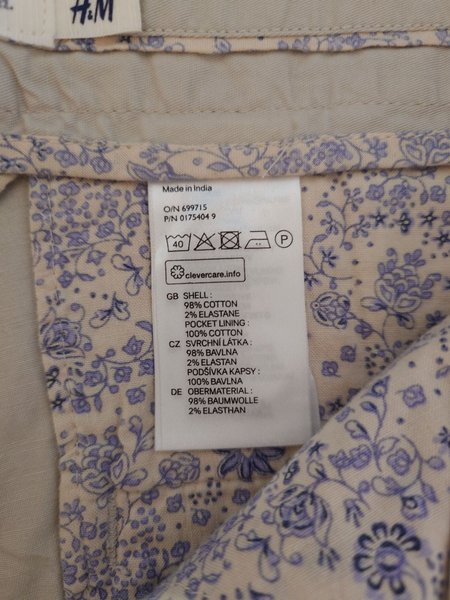 H.
H&M
Made in India
O/N 699715
P/N 0175404 9
40
P
clevercare.info
GB SHELL :
98% COTTON
2% ELASTANE
POCKET LINING :
100% COTTON
CZ SVRCHNÍ LÁTKA :
98% BAVLNA
2% ELASTAN
PODŠÍVKA KAPSY :
100% BAVLNA
DE OBERMATERIAL :
98% BAUMWOLLE
2% ELASTHAN